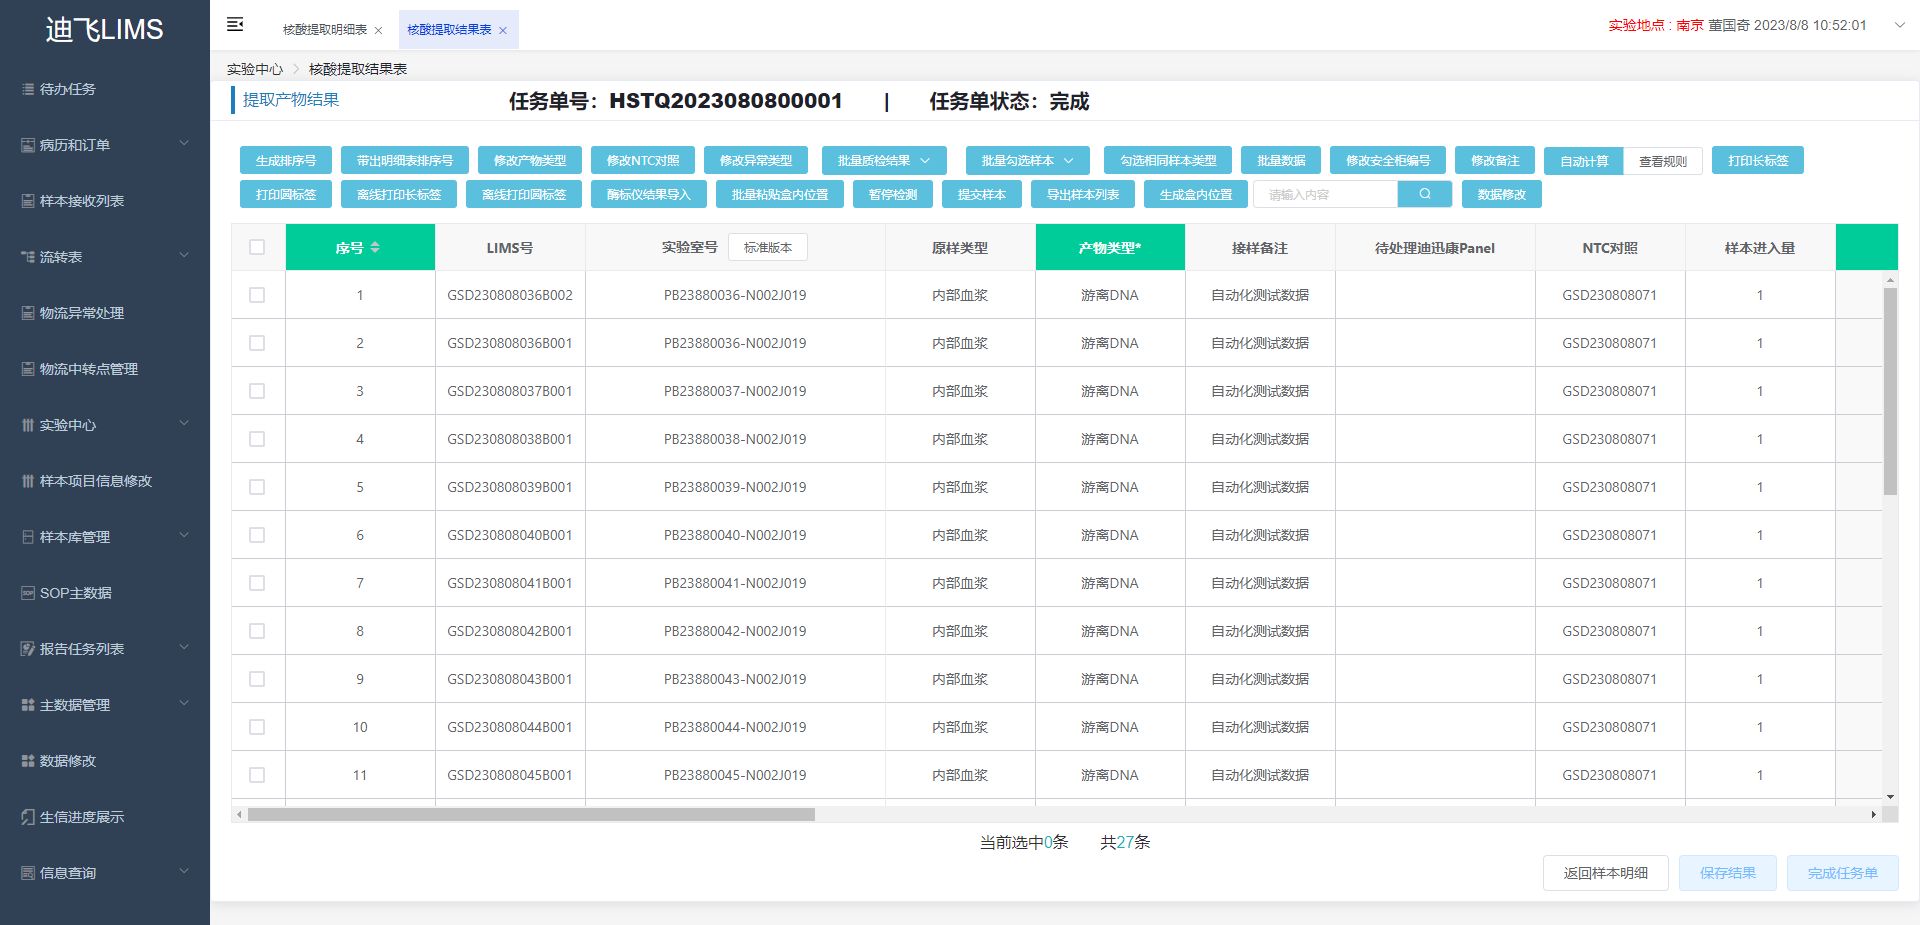 迪飞LIMS
待办任务
病历和订单
样本接收列表
流转表
物流异常处理
物流中转点管理
实验中心
样本项目信息修改
样本库管理
SOP主数据
报告任务列表
主数据管理
数据修改
生信进度展示
信息查询
核酸提取明细表 × 核酸提取结果表 × 实验地点 : 南京 董国奇 2023/8/8 10:52:01
实验中心 > 核酸提取结果表
提取产物结果 任务单号：HSTQ2023080800001 | 任务单状态：完成
生成排序号 带出明细表排序号 修改产物类型 修改NTC对照 修改异常类型 批量质检结果 批量勾选样本 勾选相同样本类型 批量数据 修改安全柜编号 修改备注 自动计算 查看规则 打印长标签
打印圆标签 离线打印长标签 离线打印圆标签 酶标仪结果导入 批量粘贴盒内位置 暂停检测 提交样本 导出样本列表 生成盒内位置 请输入内容 数据修改
序号 LIMS号 实验室号 标准版本 原样类型 产物类型* 接样备注 待处理迪迅康Panel NTC对照 样本进入量
1 GSD230808036B002 PB23880036-N002J019 内部血浆 游离DNA 自动化测试数据 GSD230808071 1
2 GSD230808036B001 PB23880036-N002J019 内部血浆 游离DNA 自动化测试数据 GSD230808071 1
3 GSD230808037B001 PB23880037-N002J019 内部血浆 游离DNA 自动化测试数据 GSD230808071 1
4 GSD230808038B001 PB23880038-N002J019 内部血浆 游离DNA 自动化测试数据 GSD230808071 1
5 GSD230808039B001 PB23880039-N002J019 内部血浆 游离DNA 自动化测试数据 GSD230808071 1
6 GSD230808040B001 PB23880040-N002J019 内部血浆 游离DNA 自动化测试数据 GSD230808071 1
7 GSD230808041B001 PB23880041-N002J019 内部血浆 游离DNA 自动化测试数据 GSD230808071 1
8 GSD230808042B001 PB23880042-N002J019 内部血浆 游离DNA 自动化测试数据 GSD230808071 1
9 GSD230808043B001 PB23880043-N002J019 内部血浆 游离DNA 自动化测试数据 GSD230808071 1
10 GSD230808044B001 PB23880044-N002J019 内部血浆 游离DNA 自动化测试数据 GSD230808071 1
11 GSD230808045B001 PB23880045-N002J019 内部血浆 游离DNA 自动化测试数据 GSD230808071 1
当前选中0条 共27条
返回样本明细 保存结果 完成任务单